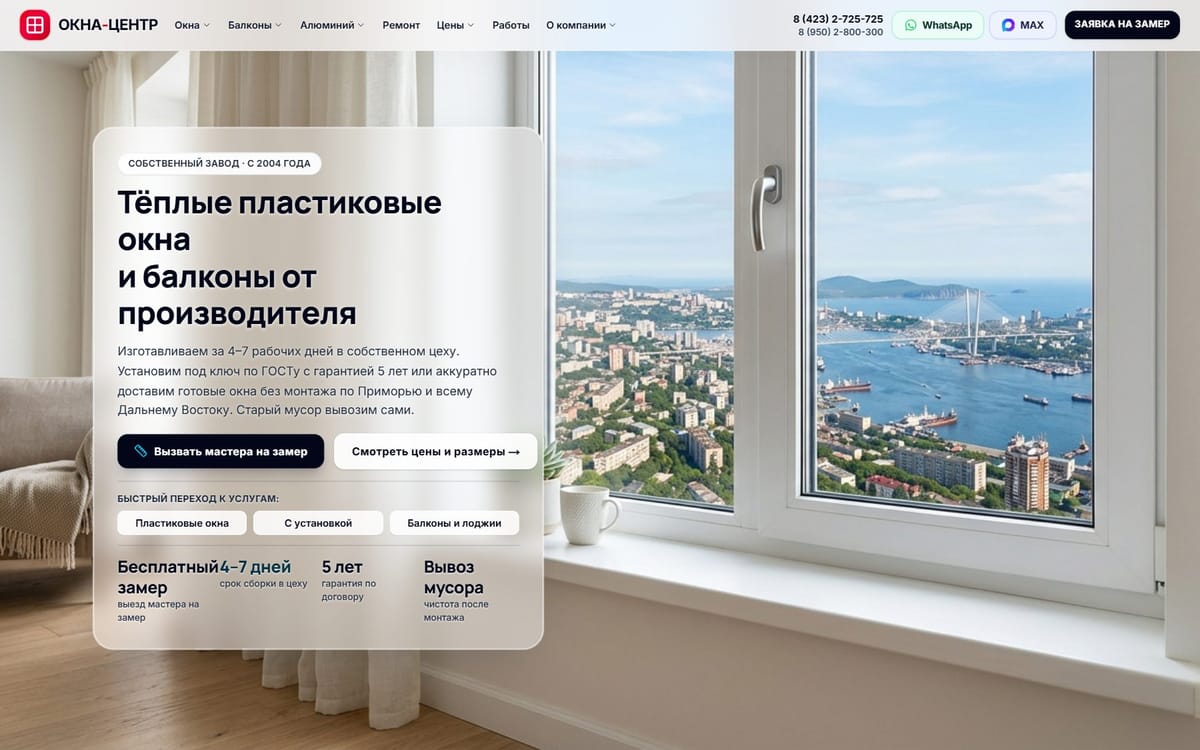 ОКНА-ЦЕНТР
Окна
Балконы
Алюминий
Ремонт
Цены
Работы
О компании
8 (423) 2-725-725
8 (950) 2-800-300
WhatsApp
MAX
ЗАЯВКА НА ЗАМЕР
СОБСТВЕННЫЙ ЗАВОД · С 2004 ГОДА
Тёплые пластиковые
окна
и балконы от
производителя
Изготавливаем за 4–7 рабочих дней в собственном цеху.
Установим под ключ по ГОСТу с гарантией 5 лет или аккуратно
доставим готовые окна без монтажа по Приморью и всему
Дальнему Востоку. Старый мусор вывозим сами.
Вызвать мастера на замер
Смотреть цены и размеры →
БЫСТРЫЙ ПЕРЕХОД К УСЛУГАМ:
Пластиковые окна
С установкой
Балконы и лоджии
Бесплатный
замер
выезд мастера на
замер
4–7 дней
срок сборки в цеху
5 лет
гарантия по
договору
Вывоз
мусора
чистота после
монтажа